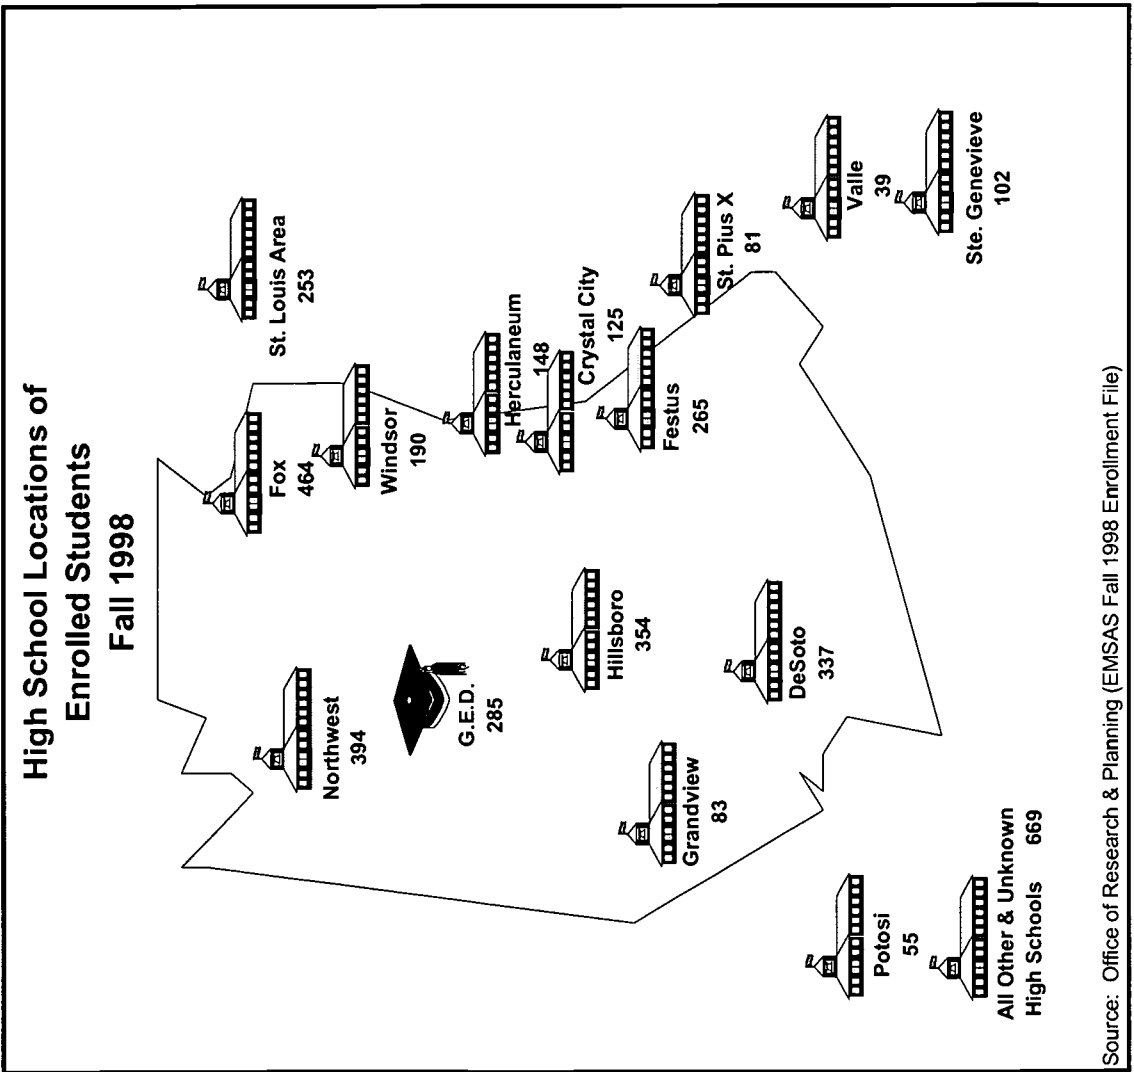 High School Locations of
Enrolled Students
Fall 1998
St. Louis Area
253
Fox
464
Windsor
190
Northwest
394
G.E.D.
285
Herculaneum
148
Crystal City
125
Festus
265
Hillsboro
354
St. Pius X
81
DeSoto
337
Grandview
83
Valle
39
Ste. Genevieve
102
Potosi
55
All Other & Unknown
High Schools 669
Source: Office of Research & Planning (EMSAS Fall 1998 Enrollment File)